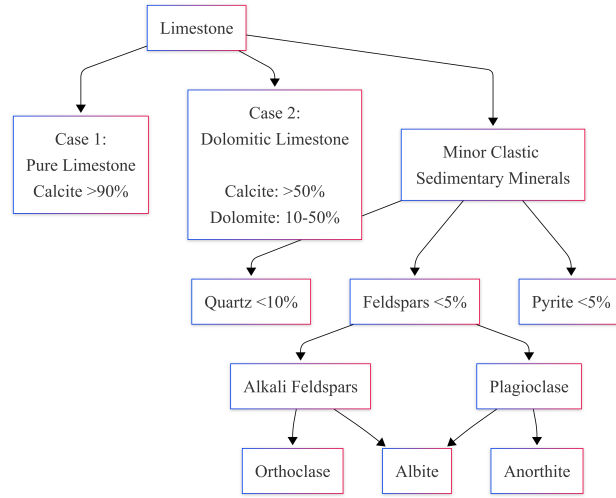 Limestone
Case 1:
Pure Limestone
Calcite >90%
Case 2:
Dolomitic Limestone
Calcite: >50%
Dolomite: 10-50%
Minor Clastic
Sedimentary Minerals
Quartz <10%
Feldspars <5%
Pyrite <5%
Alkali Feldspars
Plagioclase
Orthoclase
Albite
Anorthite